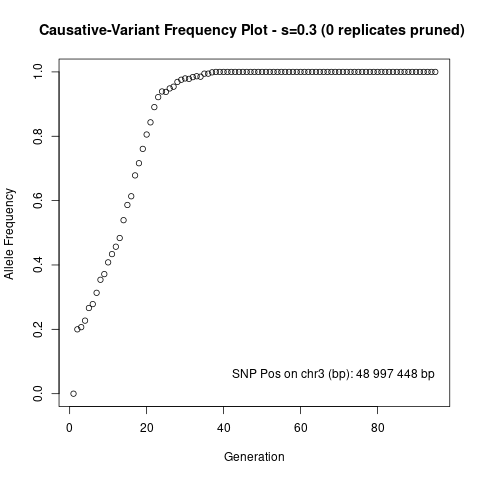 Causative-Variant Frequency Plot - s=0.3 (0 replicates pruned)
1.0
0.8
0.6
0.4
0.2
0.0
Allele Frequency
SNP Pos on chr3 (bp): 48 997 448 bp
0 20 40 60 80
Generation